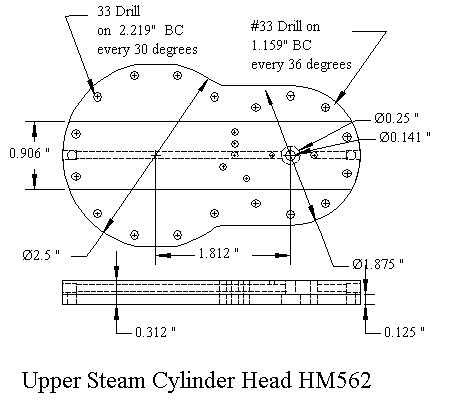 33 Drill
on  2.219"  BC
every 30 degrees
#33 Drill on
1.159" BC
every 36 degrees
Ø0.25 "
Ø0.141 "
0.906 "
Ø2.5 "
1.812 "
Ø1.875 "
0.312 "
0.125 "
Upper Steam Cylinder Head HM562